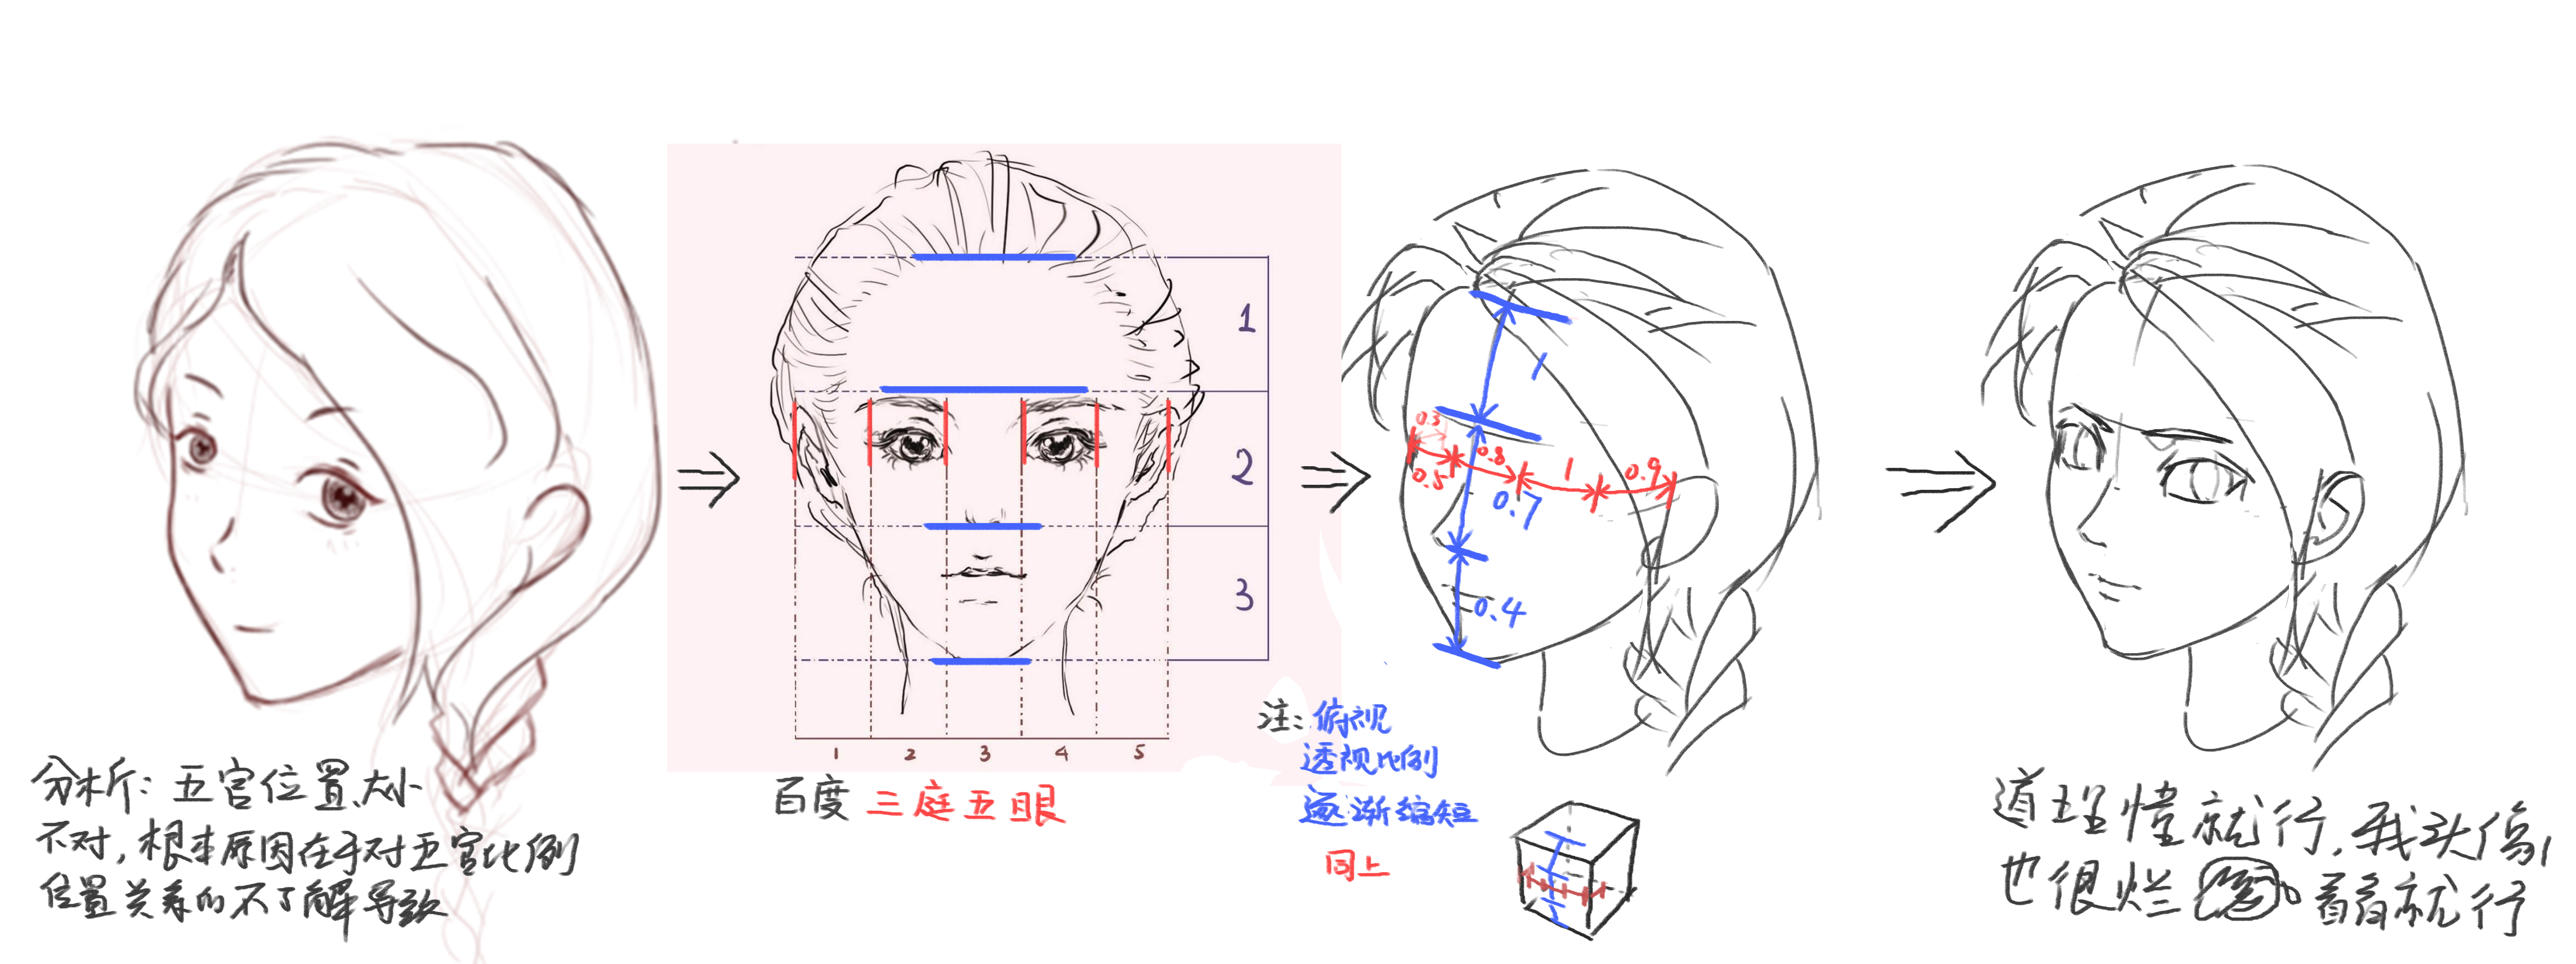 分析：五官位置、大小
不对，根本原因在于对五官比例
位置关系的不了解导致
1
2
3
1 2 3 4 5
百度 三庭五眼
1
0.3
0.5 0.8 1 0.9
0.7
0.4
注：俯视
透视比例
逐渐缩短
同上
道理懂就行，我头像
也很烂 。看看就行